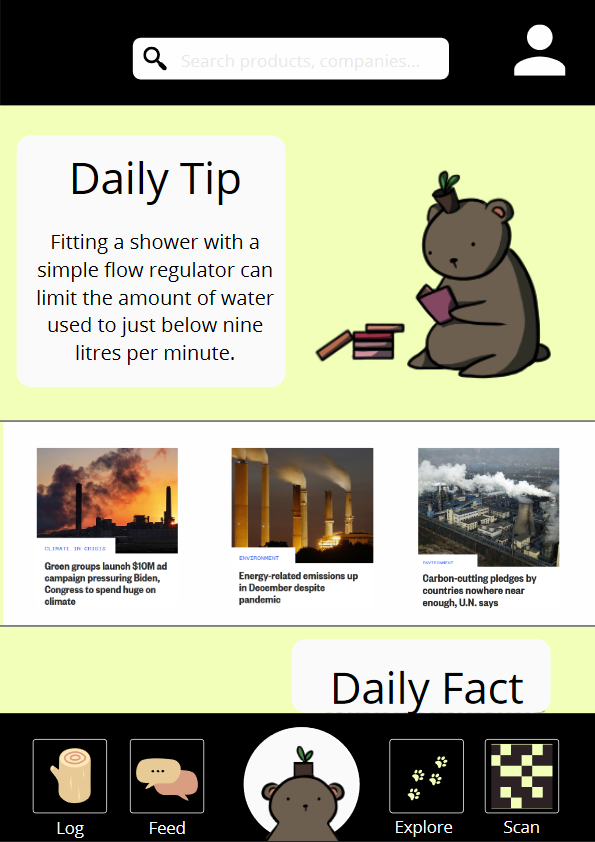 Search products, companies...
Daily Tip
Fitting a shower with a
simple flow regulator can
limit the amount of water
used to just below nine
litres per minute.
CLIMATE IN CRISIS
Green groups launch $10M ad
campaign pressuring Biden,
Congress to spend huge on
climate
ENVIRONMENT
Energy-related emissions up
in December despite
pandemic
ENVIRONMENT
Carbon-cutting pledges by
countries nowhere near
enough, U.N. says
Daily Fact
Log
Feed
Explore
Scan